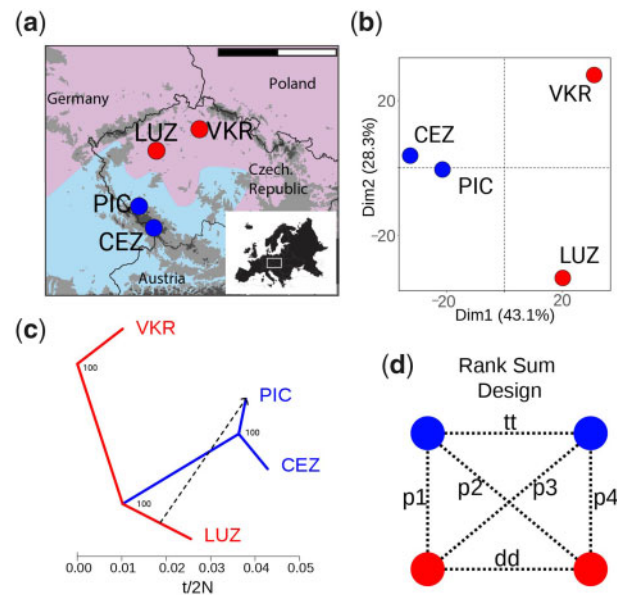 (a)
Germany
Poland
LUZ
VKR
Czech.
Republic
PIC
CEZ
Austria
(b)
VKR
CEZ
PIC
LUZ
20
−20
−20
20
Dim2 (28.3%)
Dim1 (43.1%)
(c)
VKR
100
PIC
100
CEZ
100
LUZ
0.00 0.01 0.02 0.03 0.04 0.05
t/2N
(d)
Rank Sum
Design
tt
p1
p2
p3
p4
dd